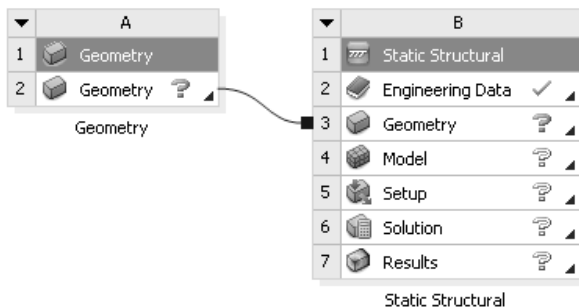 A
1 Geometry
2 Geometry ?
Geometry
B
1 Static Structural
2 Engineering Data
3 Geometry ?
4 Model ?
5 Setup ?
6 Solution ?
7 Results ?
Static Structural